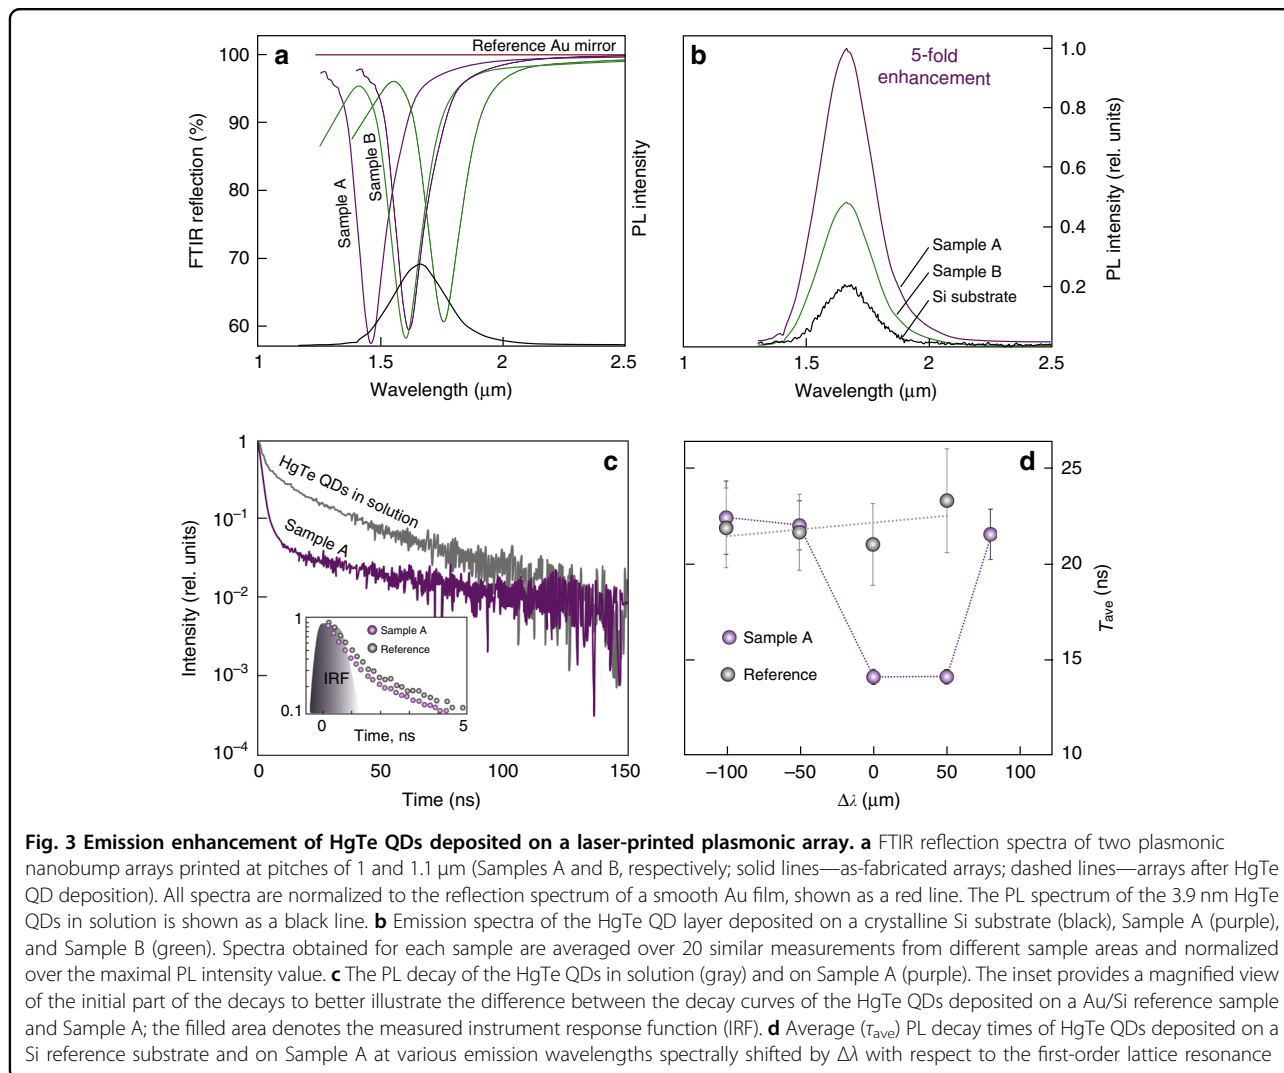 a
Reference Au mirror
100
90
80
70
60
FTIR reflection (%)
Sample A
Sample B
PL intensity
1
1.5
2
2.5
Wavelength (μm)
b
5-fold
enhancement
1.0
0.8
0.6
0.4
0.2
PL intensity (rel. units)
Sample A
Sample B
Si substrate
1
1.5
2
2.5
Wavelength (μm)
c
1
10–1
10–2
10–3
10–4
Intensity (rel. units)
HgTe QDs in solution
Sample A
1
0.1
Sample A
Reference
IRF
0
5
Time, ns
0
50
100
150
Time (ns)
d
25
20
15
10
Tave (ns)
Sample A
Reference
–100
–50
0
50
100
Δλ (μm)
Fig. 3 Emission enhancement of HgTe QDs deposited on a laser-printed plasmonic array. a FTIR reflection spectra of two plasmonic
nanobump arrays printed at pitches of 1 and 1.1 μm (Samples A and B, respectively; solid lines—as-fabricated arrays; dashed lines—arrays after HgTe
QD deposition). All spectra are normalized to the reflection spectrum of a smooth Au film, shown as a red line. The PL spectrum of the 3.9 nm HgTe
QDs in solution is shown as a black line. b Emission spectra of the HgTe QD layer deposited on a crystalline Si substrate (black), Sample A (purple),
and Sample B (green). Spectra obtained for each sample are averaged over 20 similar measurements from different sample areas and normalized
over the maximal PL intensity value. c The PL decay of the HgTe QDs in solution (gray) and on Sample A (purple). The inset provides a magnified view
of the initial part of the decays to better illustrate the difference between the decay curves of the HgTe QDs deposited on a Au/Si reference sample
and Sample A; the filled area denotes the measured instrument response function (IRF). d Average (τave) PL decay times of HgTe QDs deposited on a
Si reference substrate and on Sample A at various emission wavelengths spectrally shifted by Δλ with respect to the first-order lattice resonance